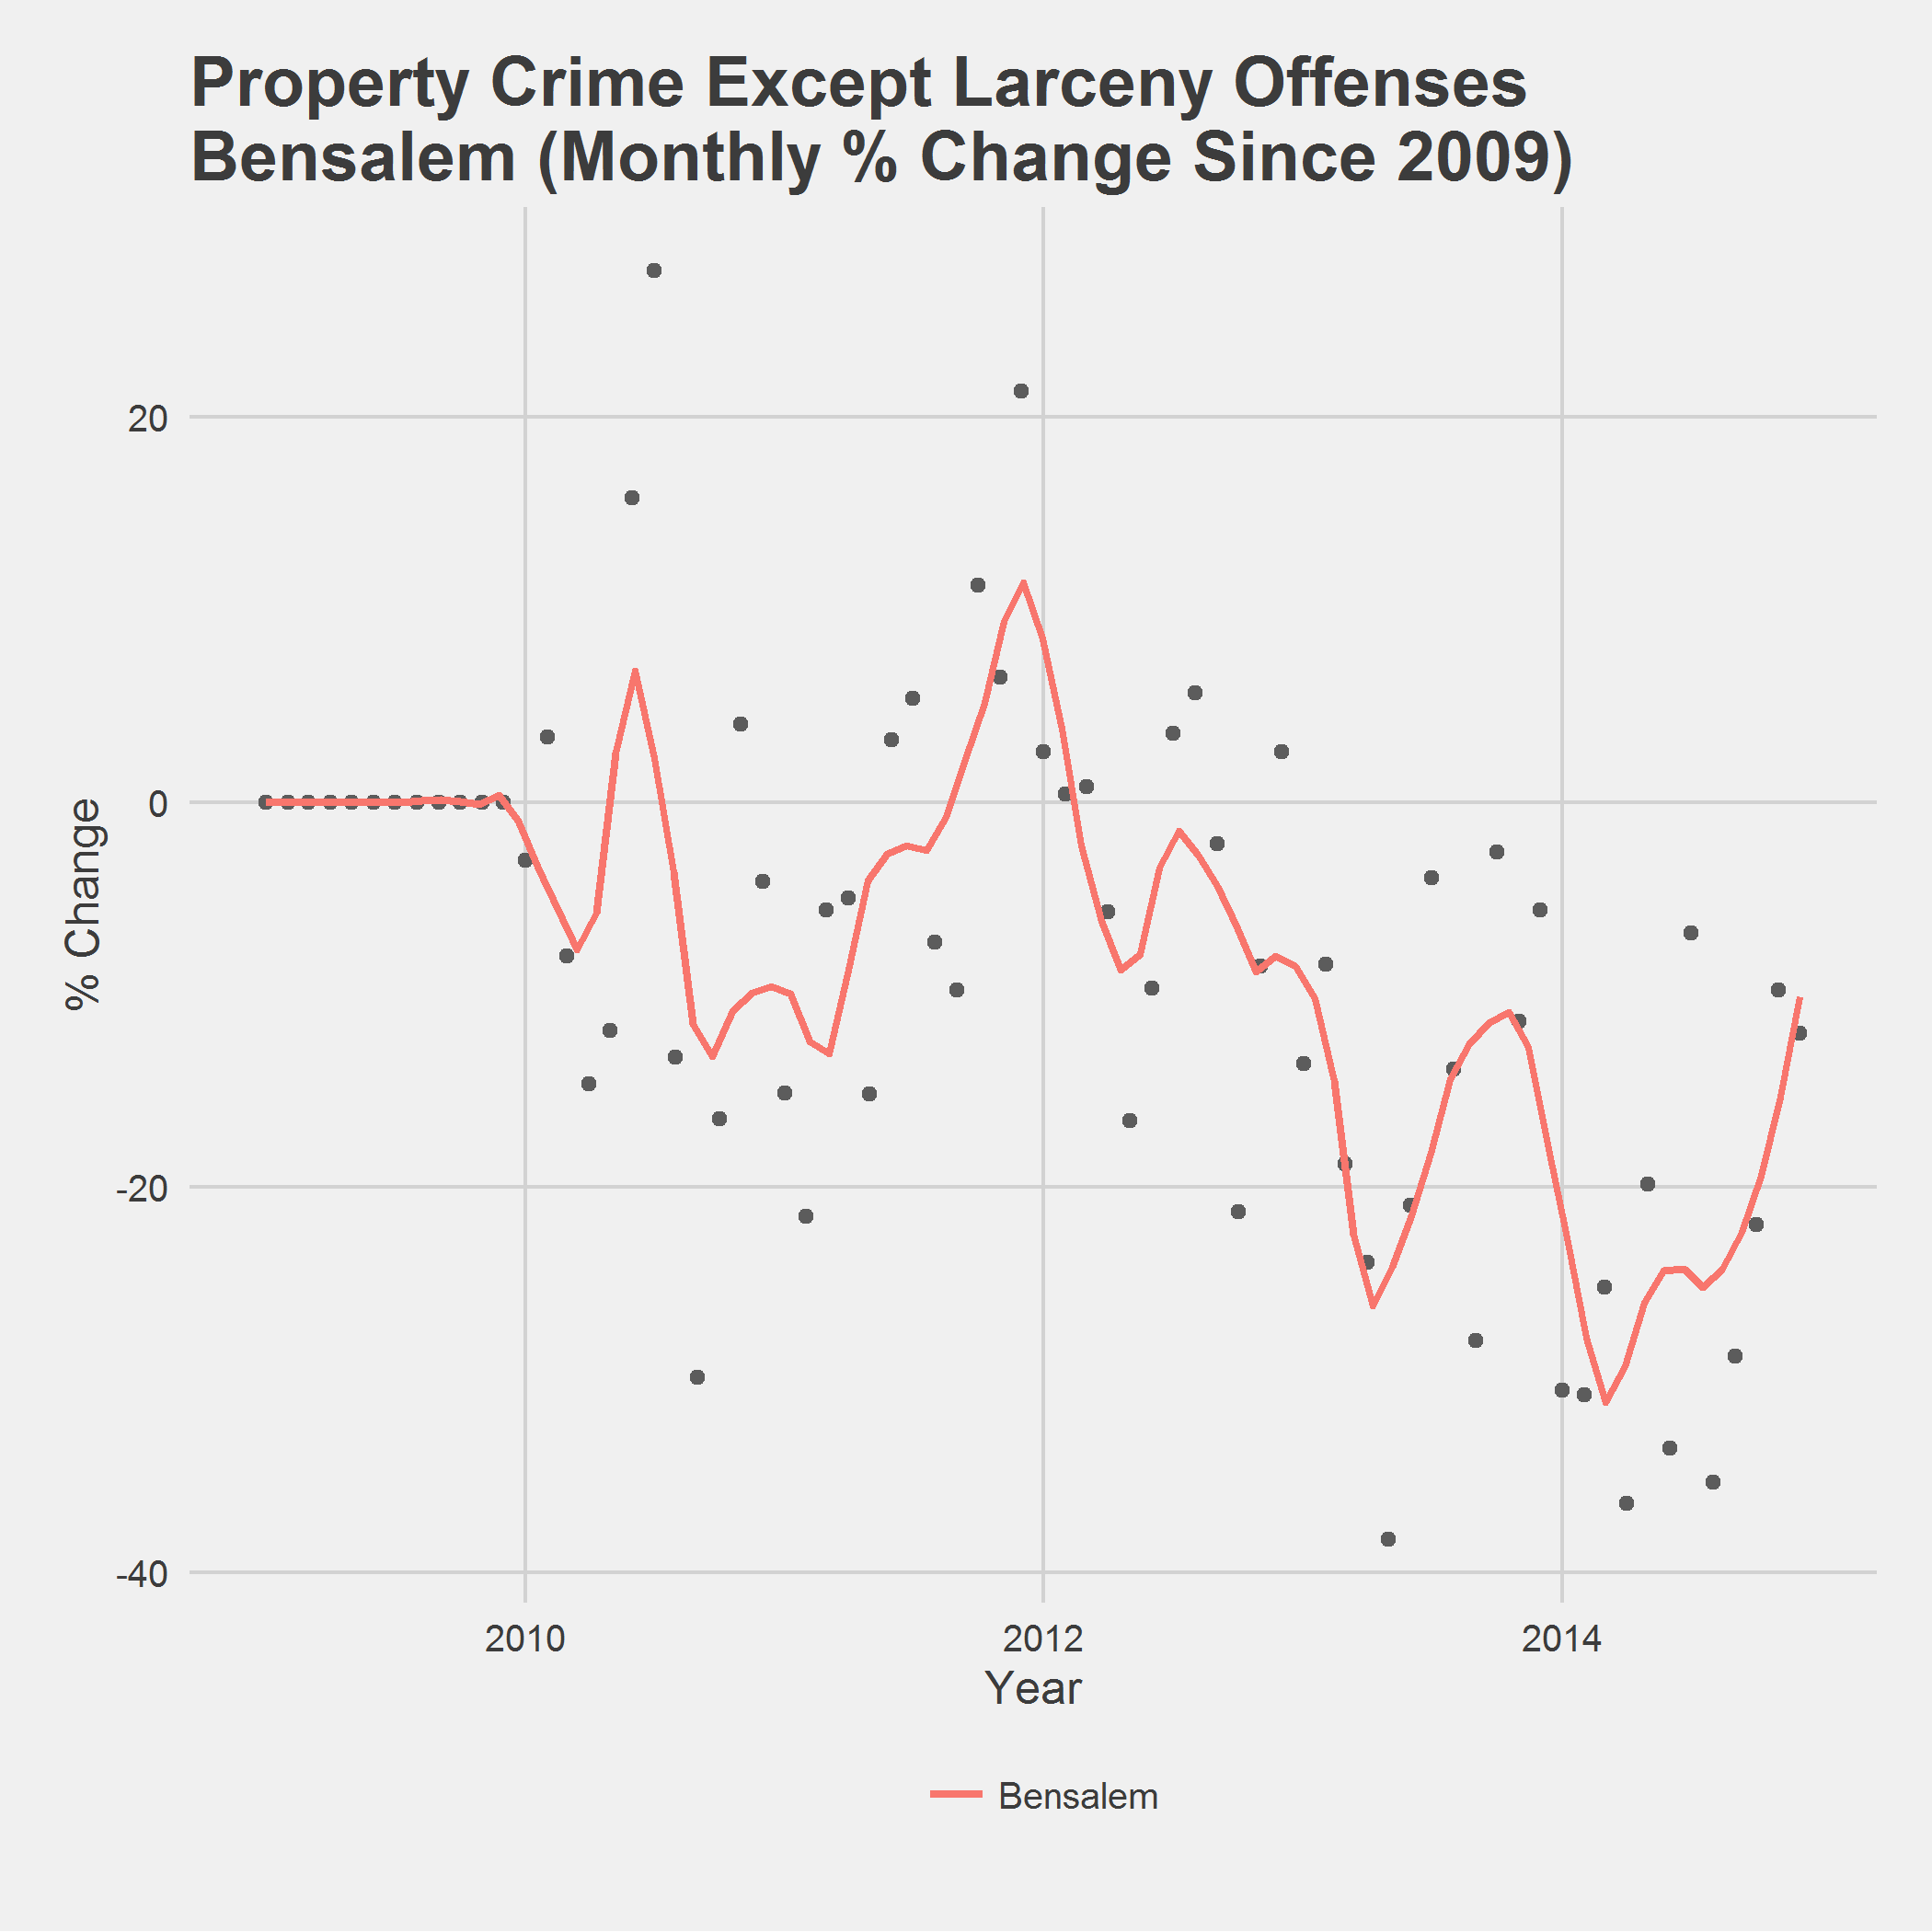 Property Crime Except Larceny Offenses
Bensalem (Monthly % Change Since 2009)
20
0
-20
-40
% Change
2010
2012
2014
Year
Bensalem